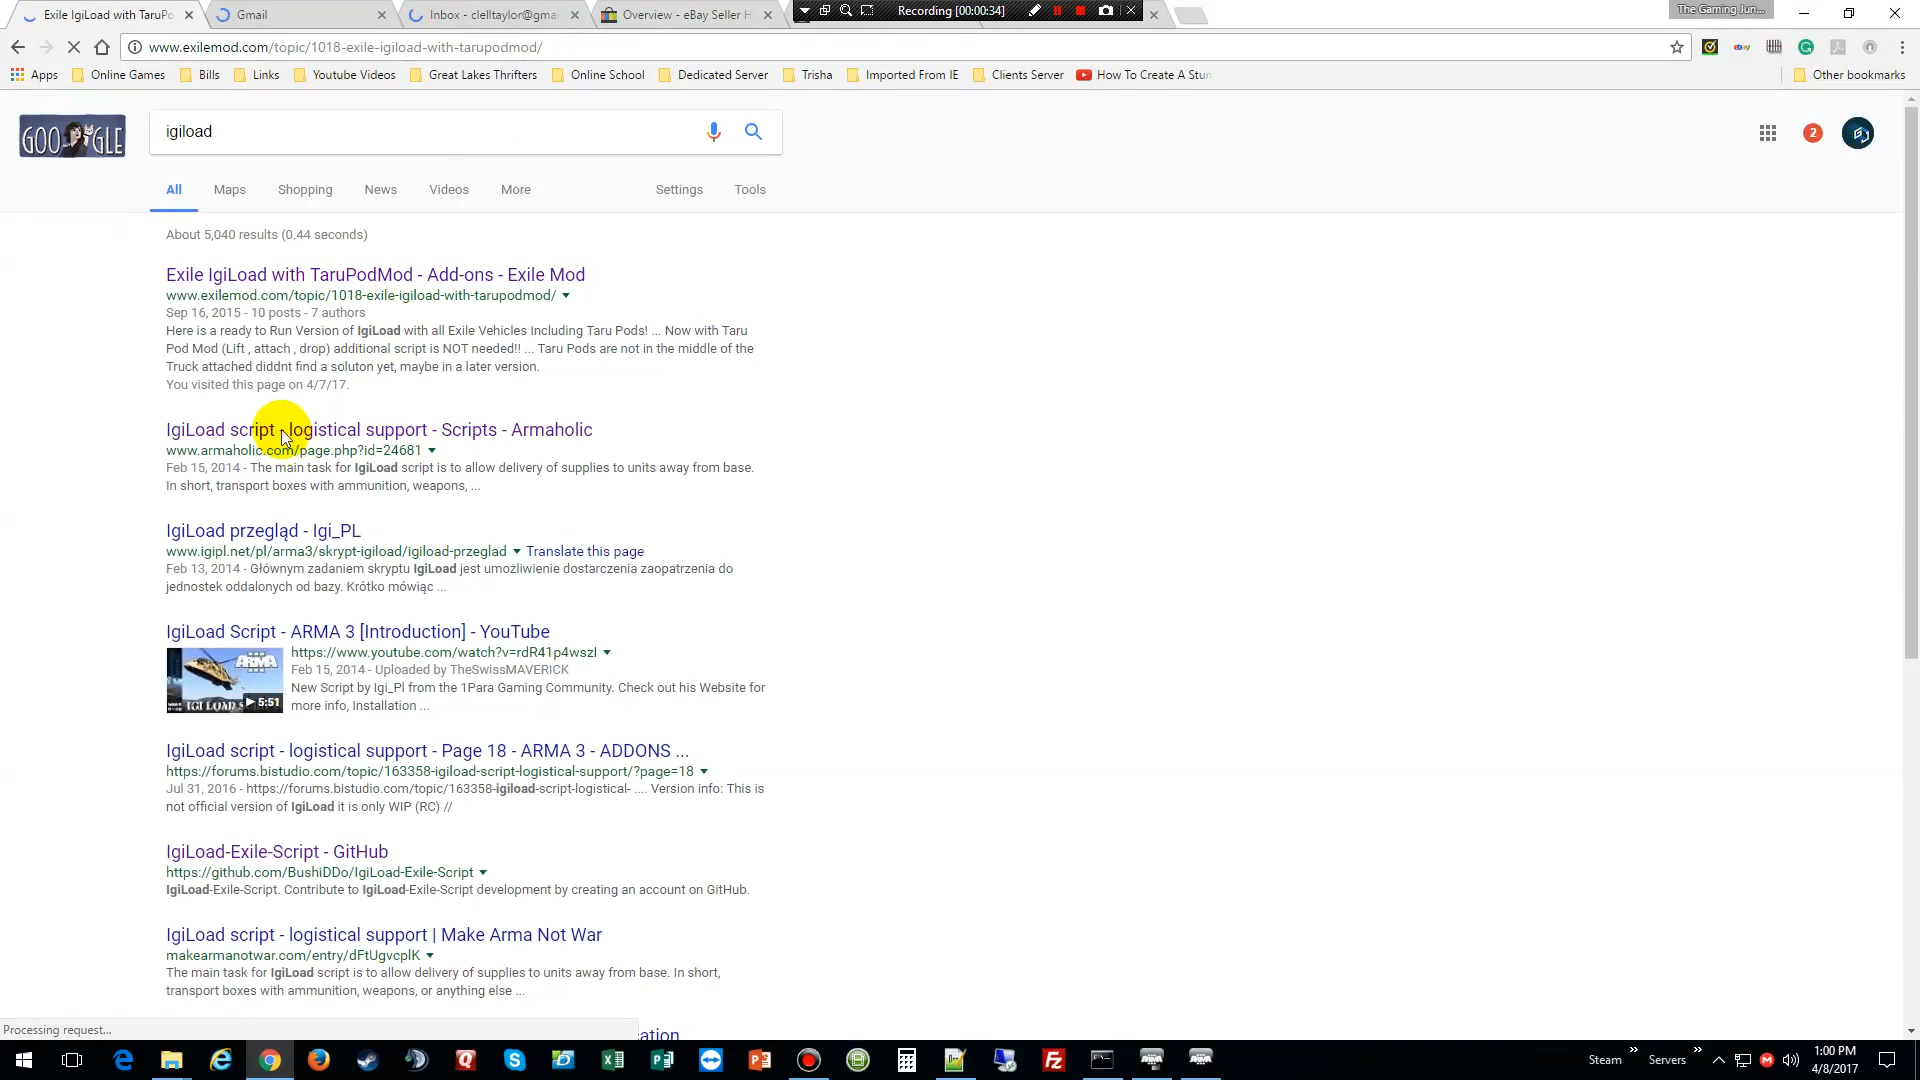 Exile IgiLoad with TaruPo
Gmail
Inbox - clelltaylor@gma
Overview - eBay Seller H
Recording [00:00:34]
The Gaming Jun...
www.exilemod.com/topic/1018-exile-igiload-with-tarupodmod/
Apps
Online Games
Bills
Links
Youtube Videos
Great Lakes Thrifters
Online School
Dedicated Server
Trisha
Imported From IE
Clients Server
How To Create A Stun
Other bookmarks
GOOGLE
igiload
2
All
Maps
Shopping
News
Videos
More
Settings
Tools
About 5,040 results (0.44 seconds)
Exile IgiLoad with TaruPodMod - Add-ons - Exile Mod
www.exilemod.com/topic/1018-exile-igiload-with-tarupodmod/
Sep 16, 2015 - 10 posts - 7 authors
Here is a ready to Run Version of IgiLoad with all Exile Vehicles Including Taru Pods! ... Now with Taru
Pod Mod (Lift , attach , drop) additional script is NOT needed!! ... Taru Pods are not in the middle of the
Truck attached diddnt find a soluton yet, maybe in a later version.
You visited this page on 4/7/17.
IgiLoad script - logistical support - Scripts - Armaholic
www.armaholic.com/page.php?id=24681
Feb 15, 2014 - The main task for IgiLoad script is to allow delivery of supplies to units away from base.
In short, transport boxes with ammunition, weapons, ...
IgiLoad przegląd - Igi_PL
www.igipl.net/pl/arma3/skrypt-igiload/igiload-przeglad Translate this page
Feb 13, 2014 - Głównym zadaniem skryptu IgiLoad jest umożliwienie dostarczenia zaopatrzenia do
jednostek oddalonych od bazy. Krótko mówiąc ...
IgiLoad Script - ARMA 3 [Introduction] - YouTube
https://www.youtube.com/watch?v=rdR41p4wszI
Feb 15, 2014 - Uploaded by TheSwissMAVERICK
New Script by Igi_Pl from the 1Para Gaming Community. Check out his Website for
more info, Installation ...
ARMA
5:51
IGI LOAD S
IgiLoad script - logistical support - Page 18 - ARMA 3 - ADDONS ...
https://forums.bistudio.com/topic/163358-igiload-script-logistical-support/?page=18
Jul 31, 2016 - https://forums.bistudio.com/topic/163358-igiload-script-logistical- .... Version info: This is
not official version of IgiLoad it is only WIP (RC) //
IgiLoad-Exile-Script - GitHub
https://github.com/BushiDDo/IgiLoad-Exile-Script
IgiLoad-Exile-Script. Contribute to IgiLoad-Exile-Script development by creating an account on GitHub.
IgiLoad script - logistical support | Make Arma Not War
makearmanotwar.com/entry/dFtUgvcplK
The main task for IgiLoad script is to allow delivery of supplies to units away from base. In short,
transport boxes with ammunition, weapons, or anything else ...
ation
Processing request...
Steam
Servers
1:00 PM
4/8/2017